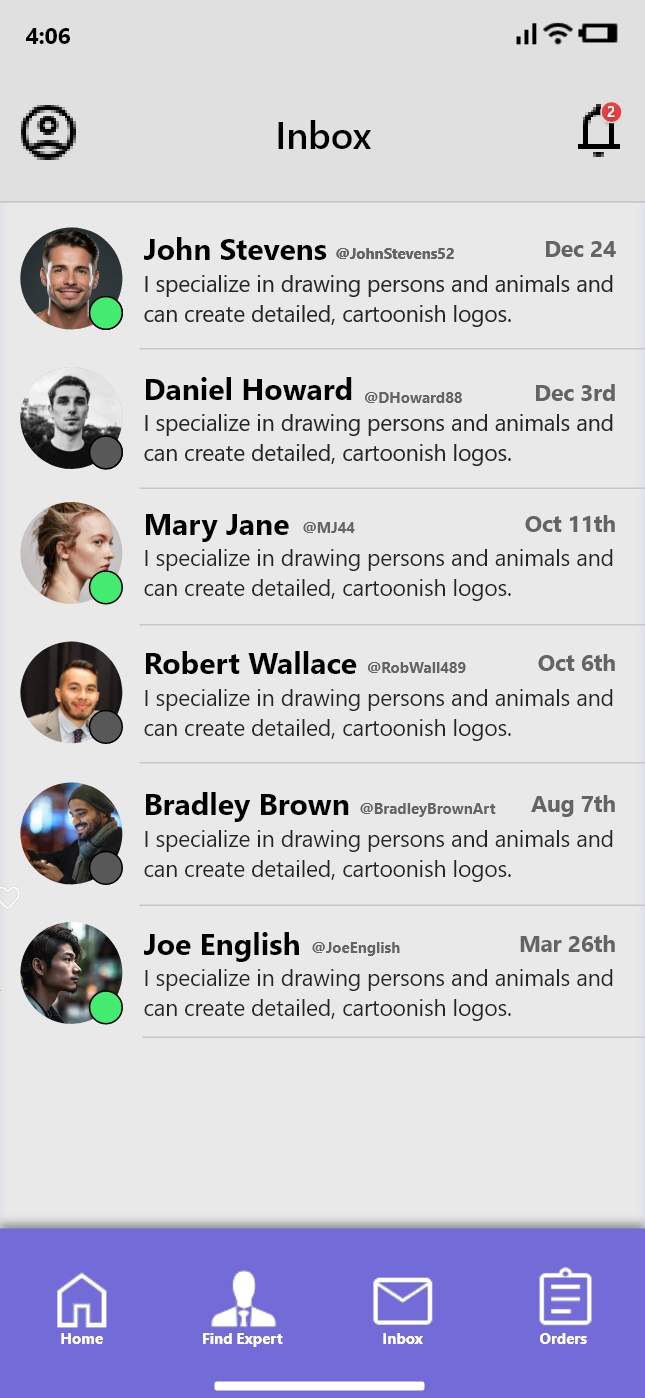 4:06
Inbox
2
John Stevens @JohnStevens52 Dec 24
I specialize in drawing persons and animals and
can create detailed, cartoonish logos.
Daniel Howard @DHoward88 Dec 3rd
I specialize in drawing persons and animals and
can create detailed, cartoonish logos.
Mary Jane @MJ44 Oct 11th
I specialize in drawing persons and animals and
can create detailed, cartoonish logos.
Robert Wallace @RobWall489 Oct 6th
I specialize in drawing persons and animals and
can create detailed, cartoonish logos.
Bradley Brown @BradleyBrownArt Aug 7th
I specialize in drawing persons and animals and
can create detailed, cartoonish logos.
Joe English @JoeEnglish Mar 26th
I specialize in drawing persons and animals and
can create detailed, cartoonish logos.
Home Find Expert Inbox Orders